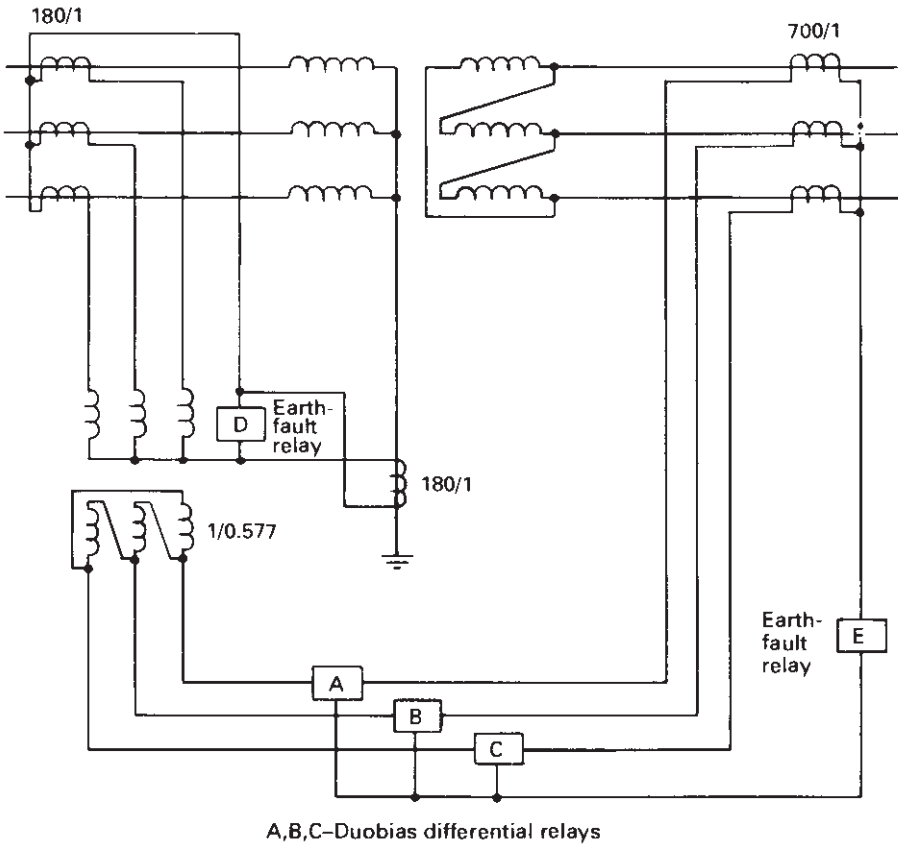 180/1
700/1
D
Earth-
fault
relay
180/1
1/0.577
Earth-
fault
relay
E
A
B
C
A,B,C–Duobias differential relays